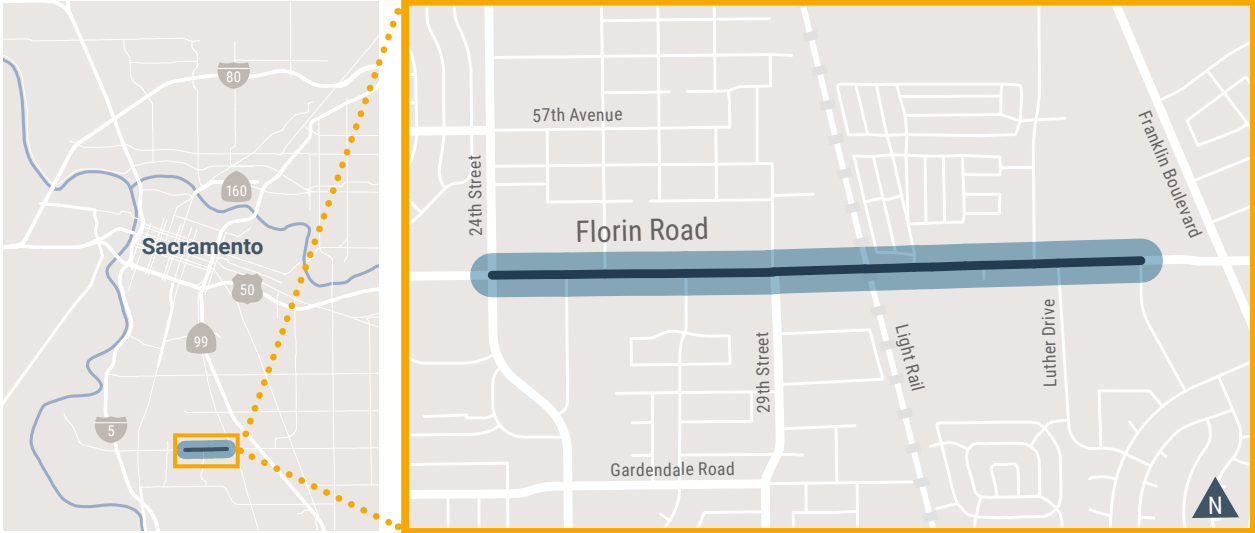 80
160
Sacramento
50
99
5
57th Avenue
24th Street
Florin Road
Franklin Boulevard
29th Street
Light Rail
Luther Drive
Gardendale Road
N